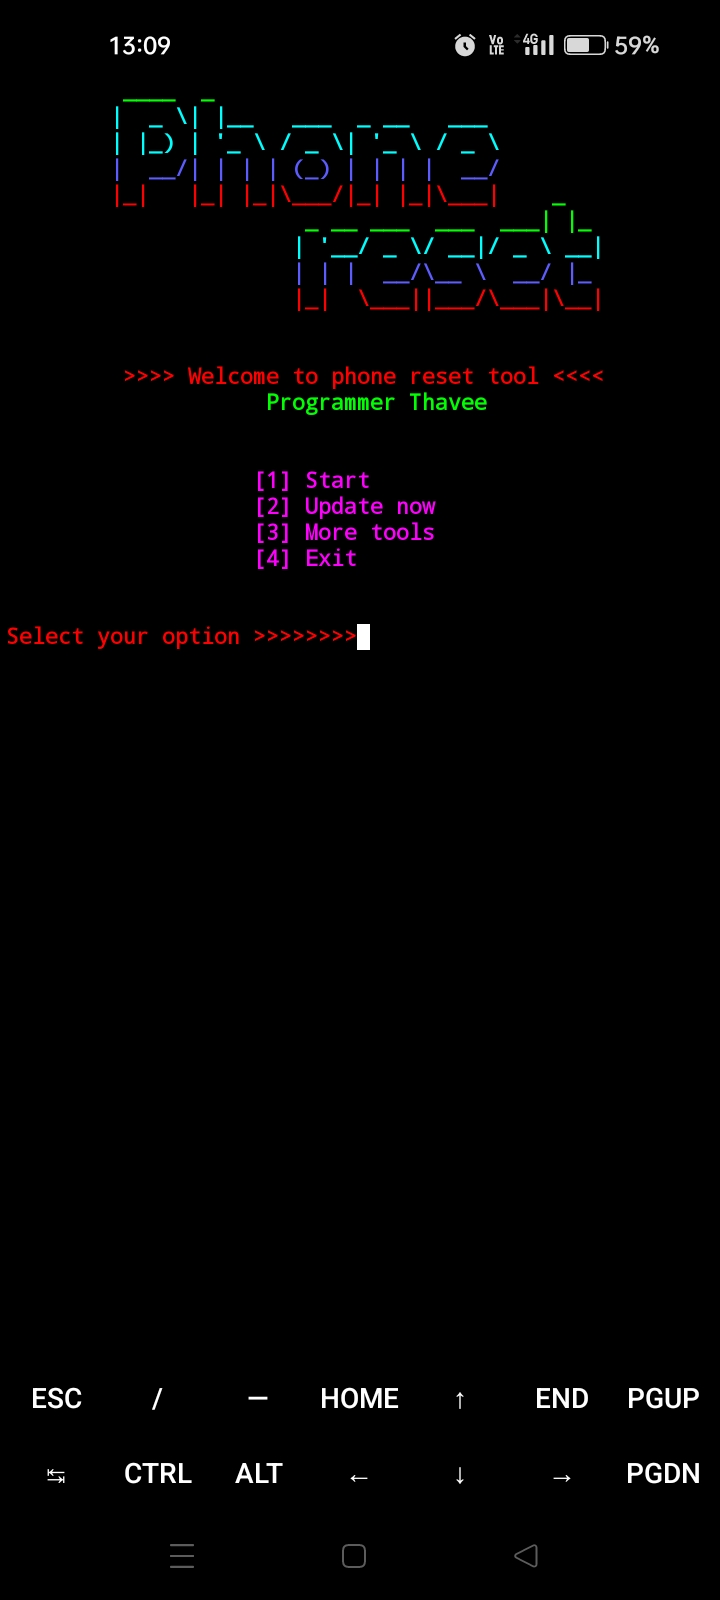 13:09 Vo LTE 4G 59%
Phone
reset
>>>> Welcome to phone reset tool <<<<
Programmer Thavee
[1] Start
[2] Update now
[3] More tools
[4] Exit
Select your option >>>>>>>>
ESC / — HOME ↑ END PGUP
↹ CTRL ALT ← ↓ → PGDN